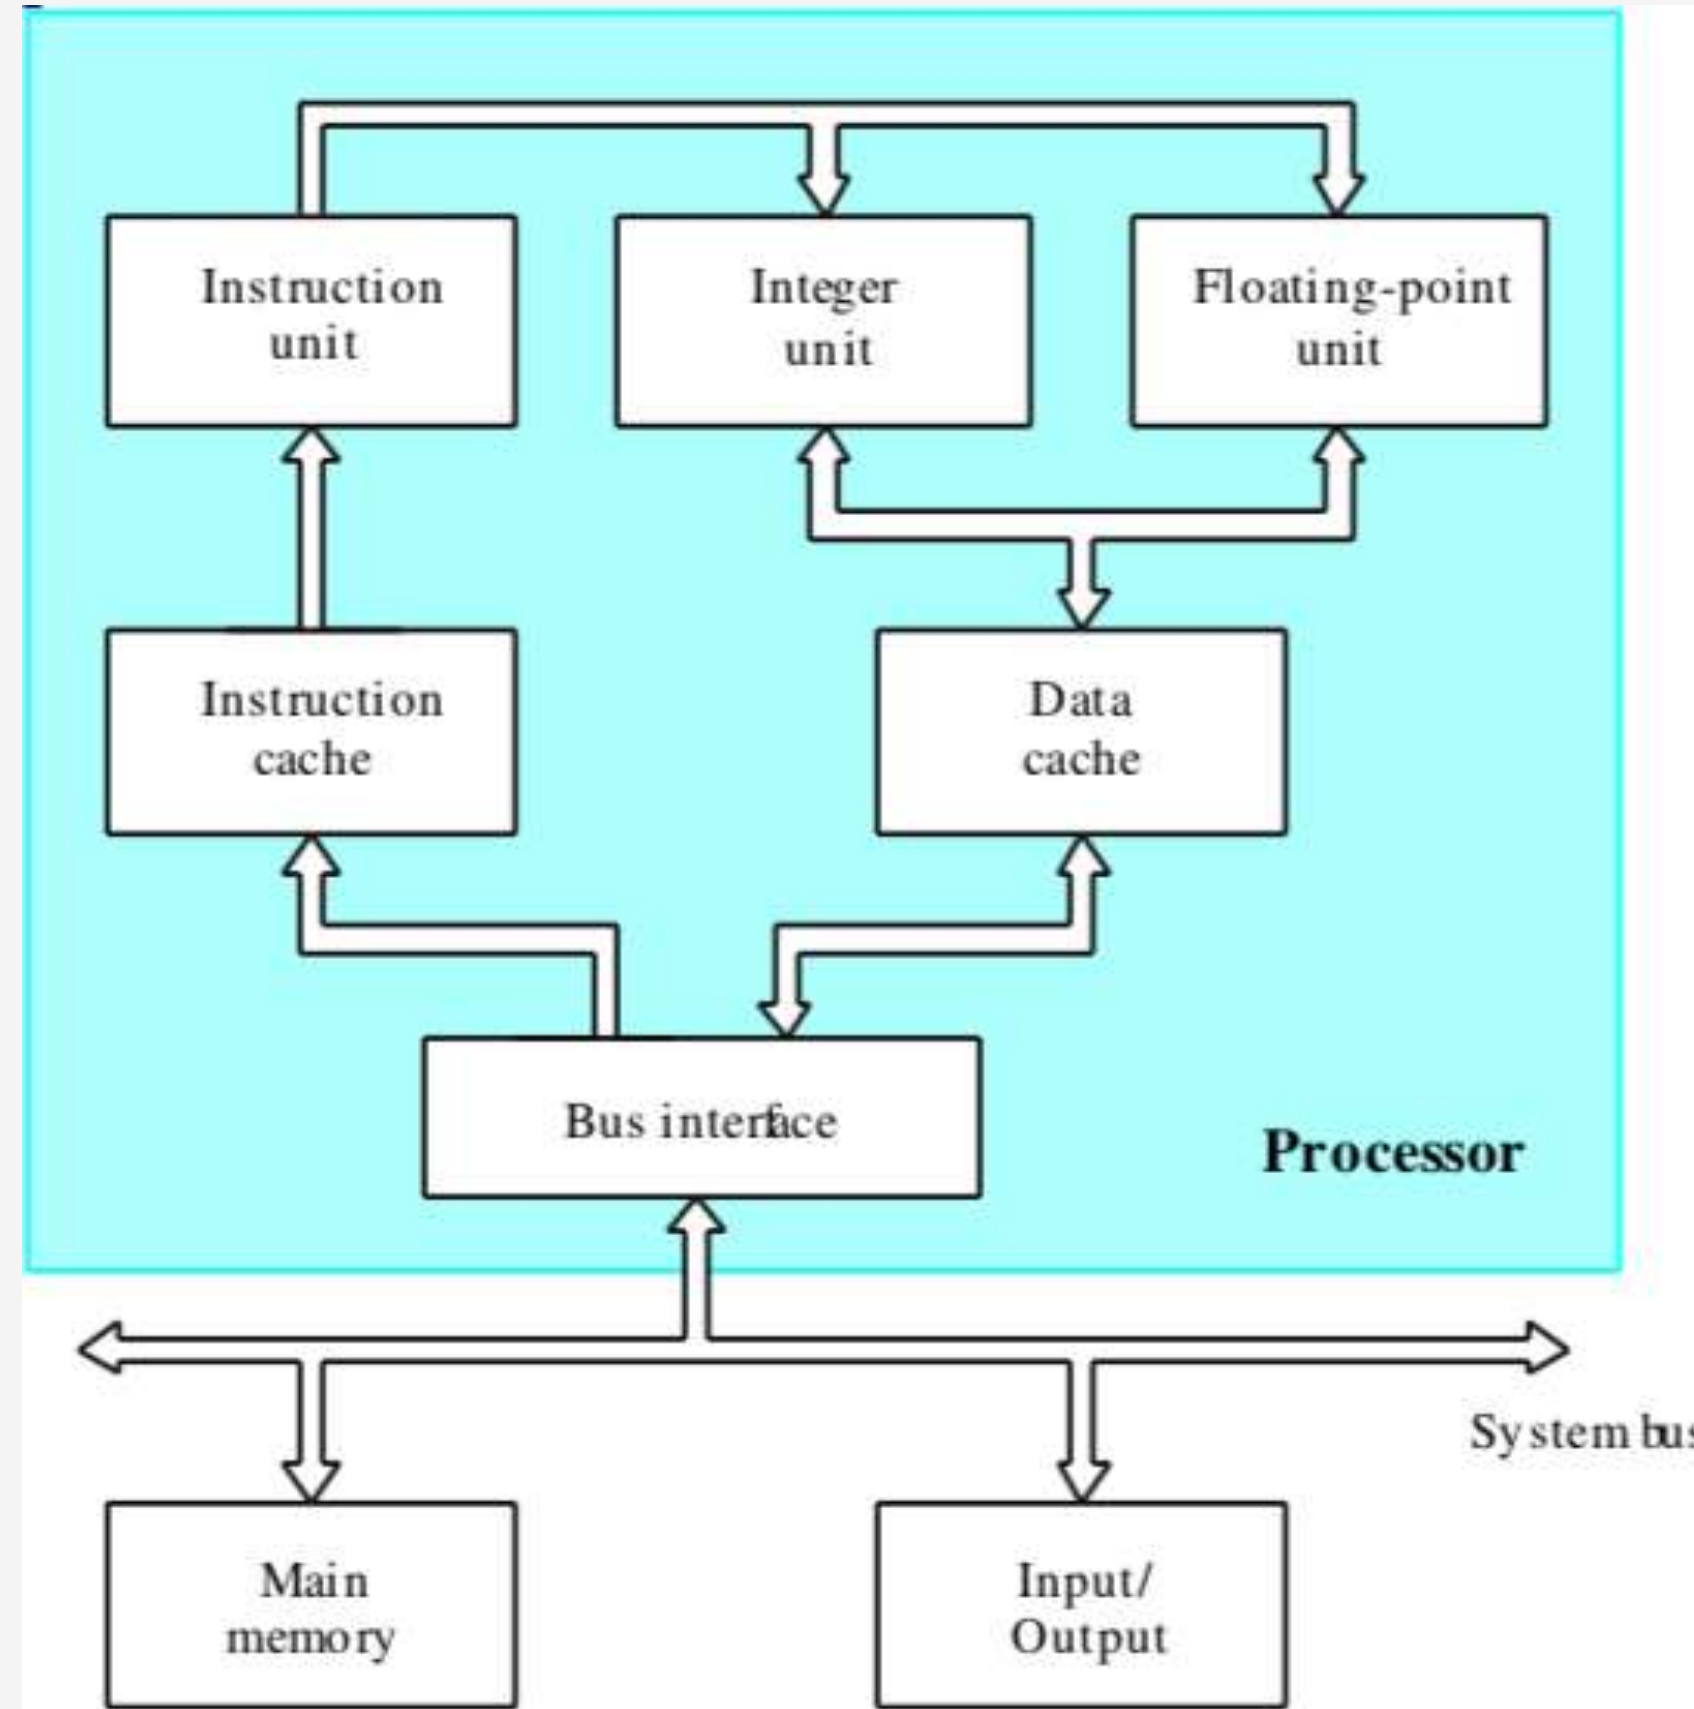 Instruction
unit
Integer
unit
Floating-point
unit
Instruction
cache
Data
cache
Bus interface
Processor
System bus
Main
memory
Input/
Output